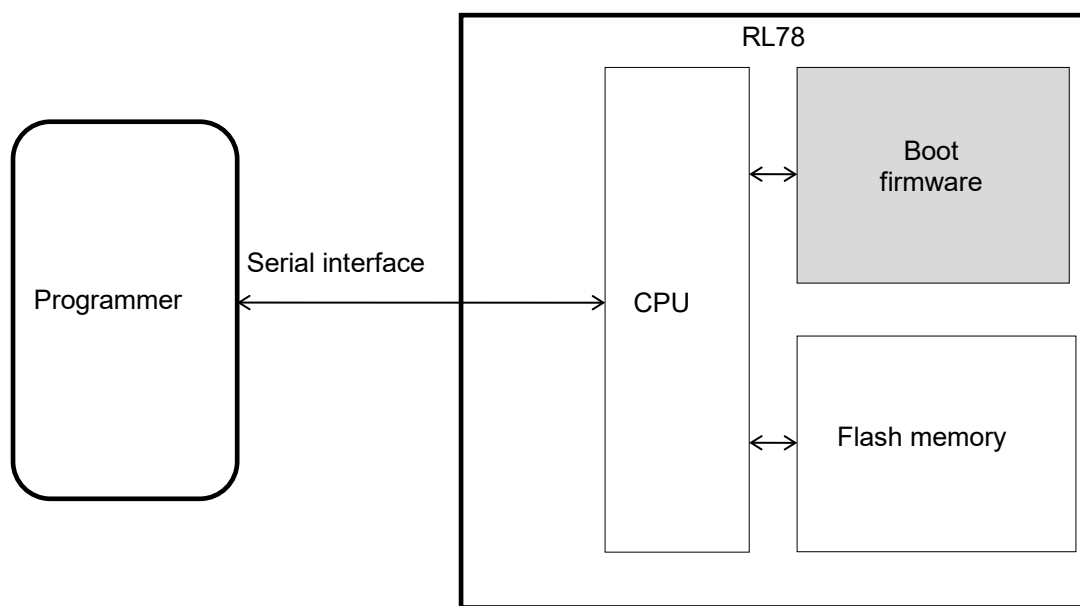 RL78
Boot
firmware
Serial interface
Programmer
CPU
Flash memory